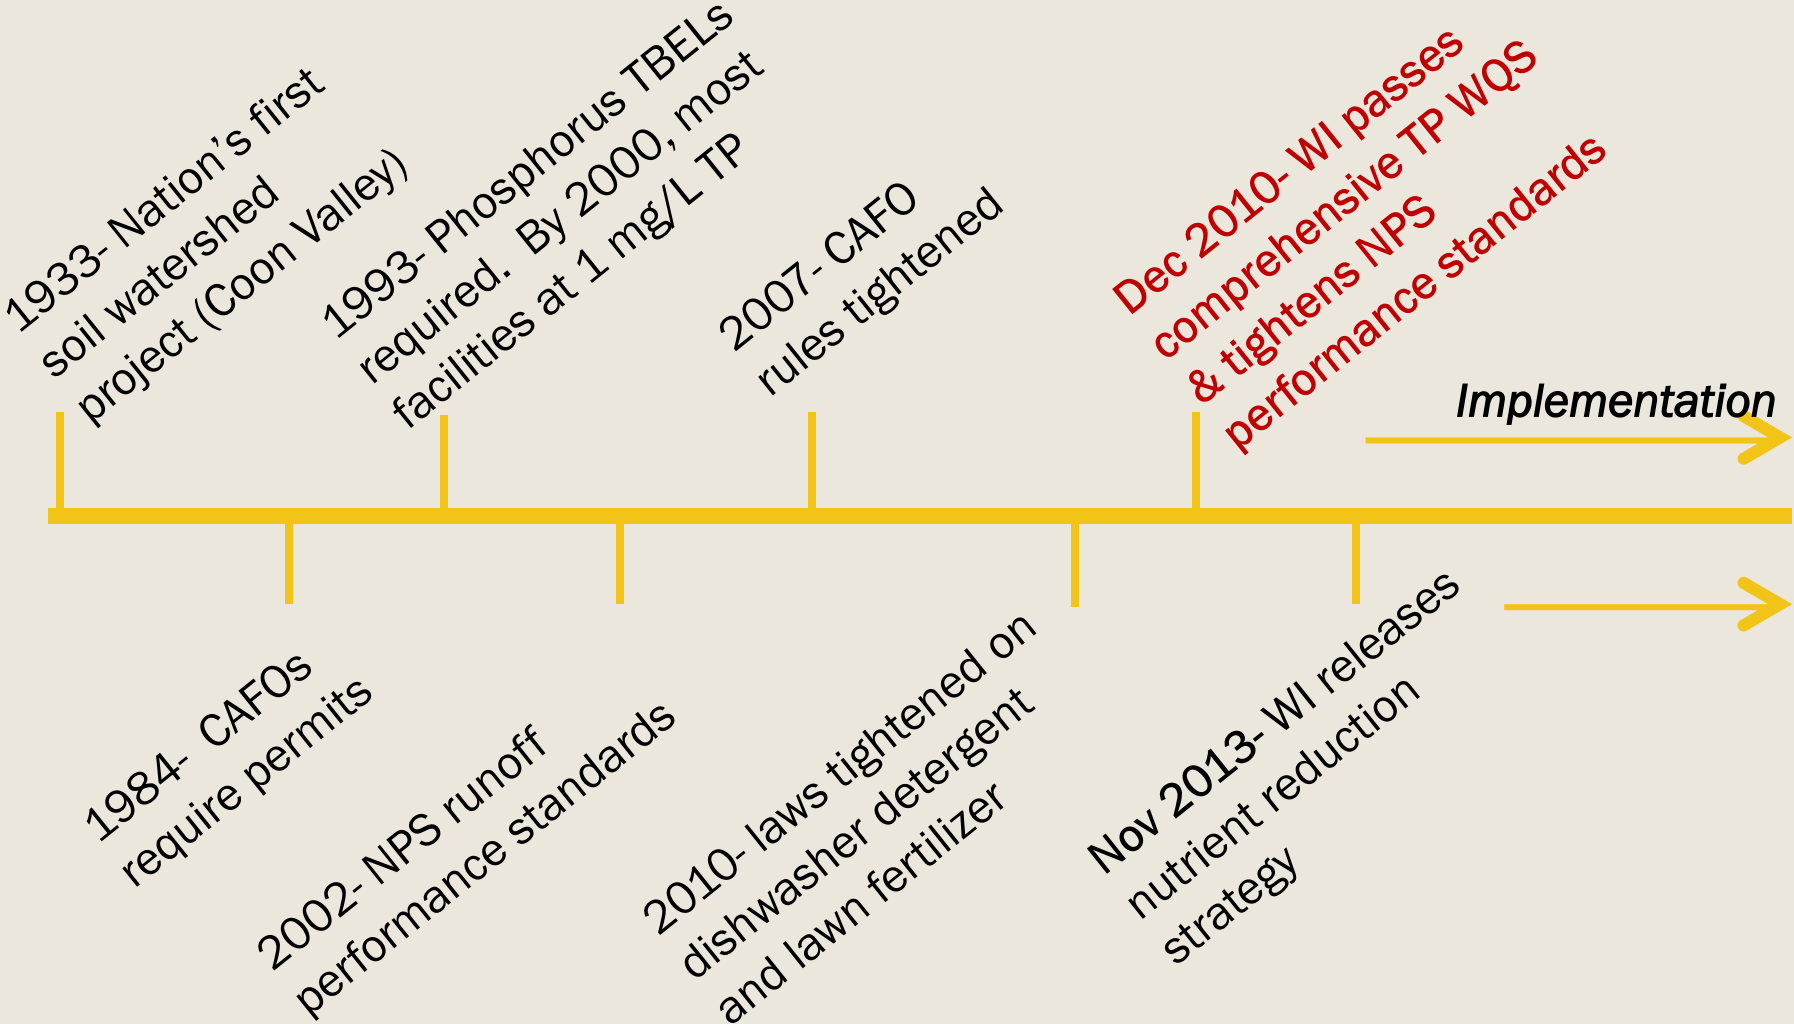 1933- Nation’s first
soil watershed
project (Coon Valley)
1993- Phosphorus TBELs
required.  By 2000, most
facilities at 1 mg/L TP
2007- CAFO
rules tightened
Dec 2010- WI passes
comprehensive TP WQS
& tightens NPS
performance standards
Implementation
1984-  CAFOs
require permits
2002- NPS runoff
performance standards
2010- laws tightened on
dishwasher detergent
and lawn fertilizer
Nov 2013- WI releases
nutrient reduction
strategy